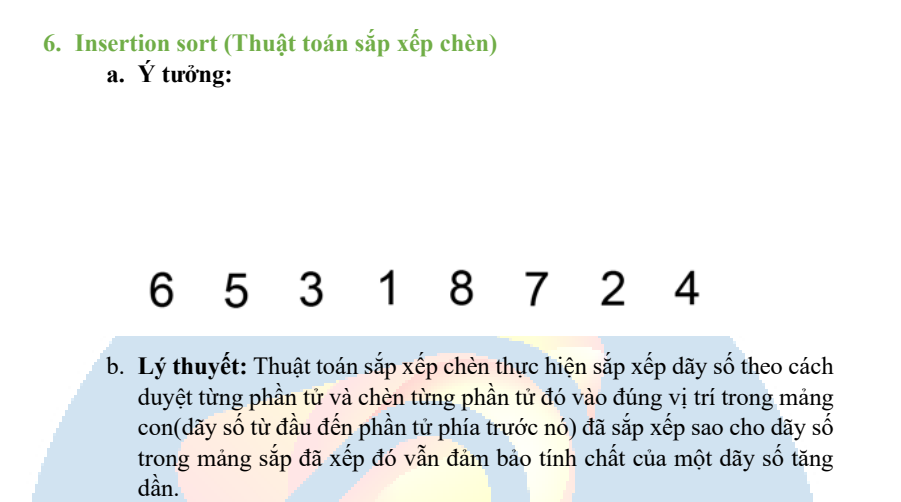 6. Insertion sort (Thuật toán sắp xếp chèn)
a. Ý tưởng:
6 5 3 1 8 7 2 4
b. Lý thuyết: Thuật toán sắp xếp chèn thực hiện sắp xếp dãy số theo cách
duyệt từng phần tử và chèn từng phần tử đó vào đúng vị trí trong mảng
con(dãy số từ đầu đến phần tử phía trước nó) đã sắp xếp sao cho dãy số
trong mảng sắp đã xếp đó vẫn đảm bảo tính chất của một dãy số tăng
dần.